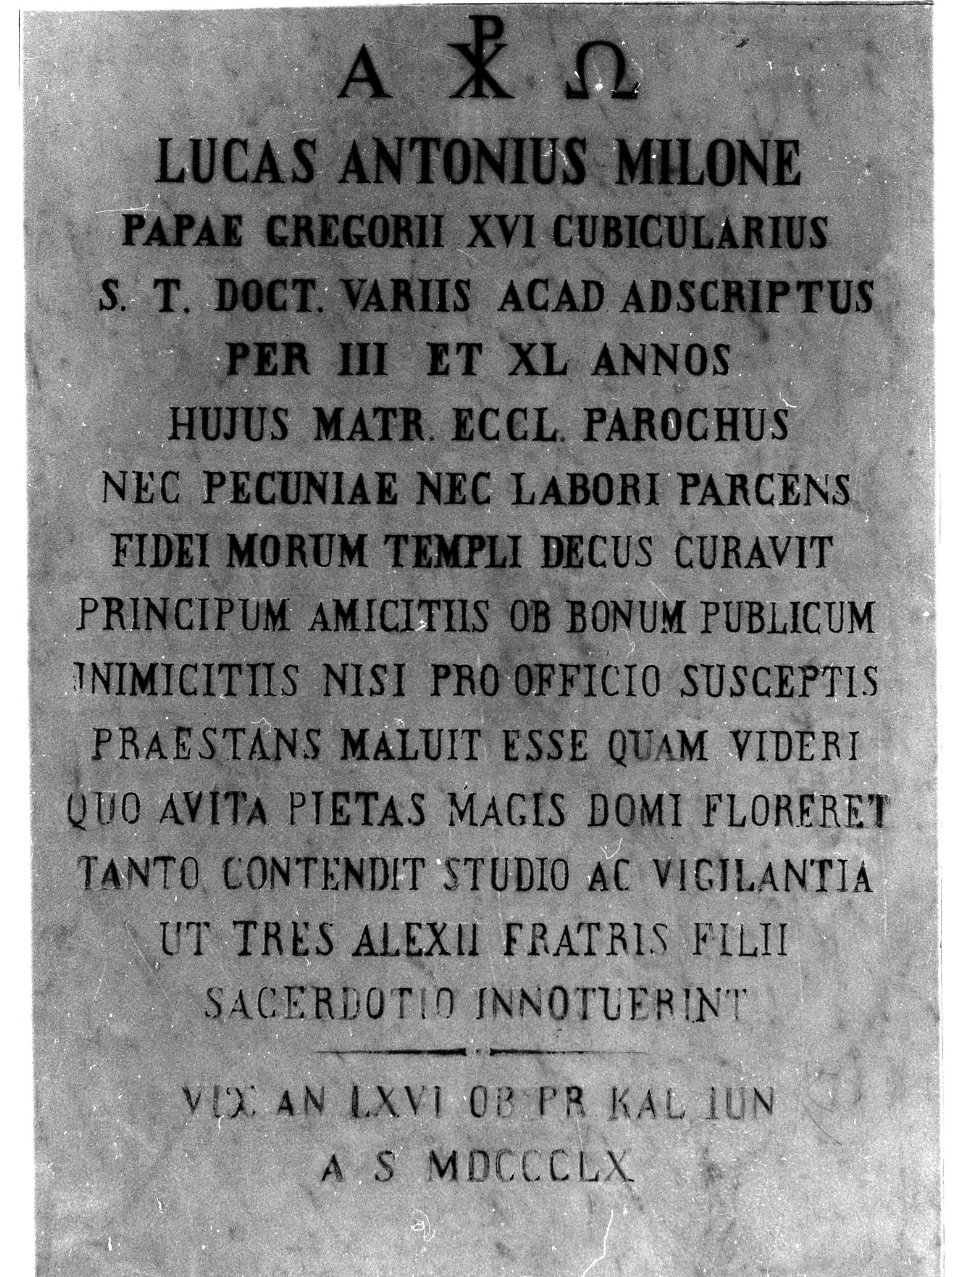 Α ☧ Ω
LUCAS ANTONIUS MILONE
PAPAE GREGORII XVI CUBICULARIUS
S. T. DOCT. VARIIS ACAD ADSCRIPTUS
PER III ET XL ANNOS
HUJUS MATR. ECCL. PAROCHUS
NEC PECUNIAE NEC LABORI PARCENS
FIDEI MORUM TEMPLI DECUS CURAVIT
PRINCIPUM AMICITIIS OB BONUM PUBLICUM
INIMICITIIS NISI PRO OFFICIO SUSCEPTIS
PRAESTANS MALUIT ESSE QUAM VIDERI
QUO AVITA PIETAS MAGIS DOMI FLORERET
TANTO CONTENDIT STUDIO AC VIGILANTIA
UT TRES ALEXII FRATRIS FILII
SACERDOTIO INNOTUERINT
VIX AN LXVI OB PR KAL IUN
A S MDCCCLX